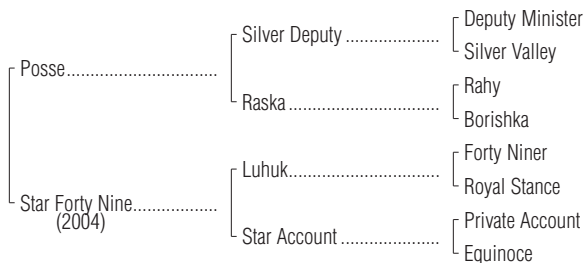 Deputy Minister
Silver Deputy ......................
Silver Valley
Posse...................................
Rahy
Raska ...................................
Borishka
Forty Niner
Luhuk...................................
Royal Stance
Star Forty Nine...................
(2004)
Private Account
Star Account .......................
Equinoce